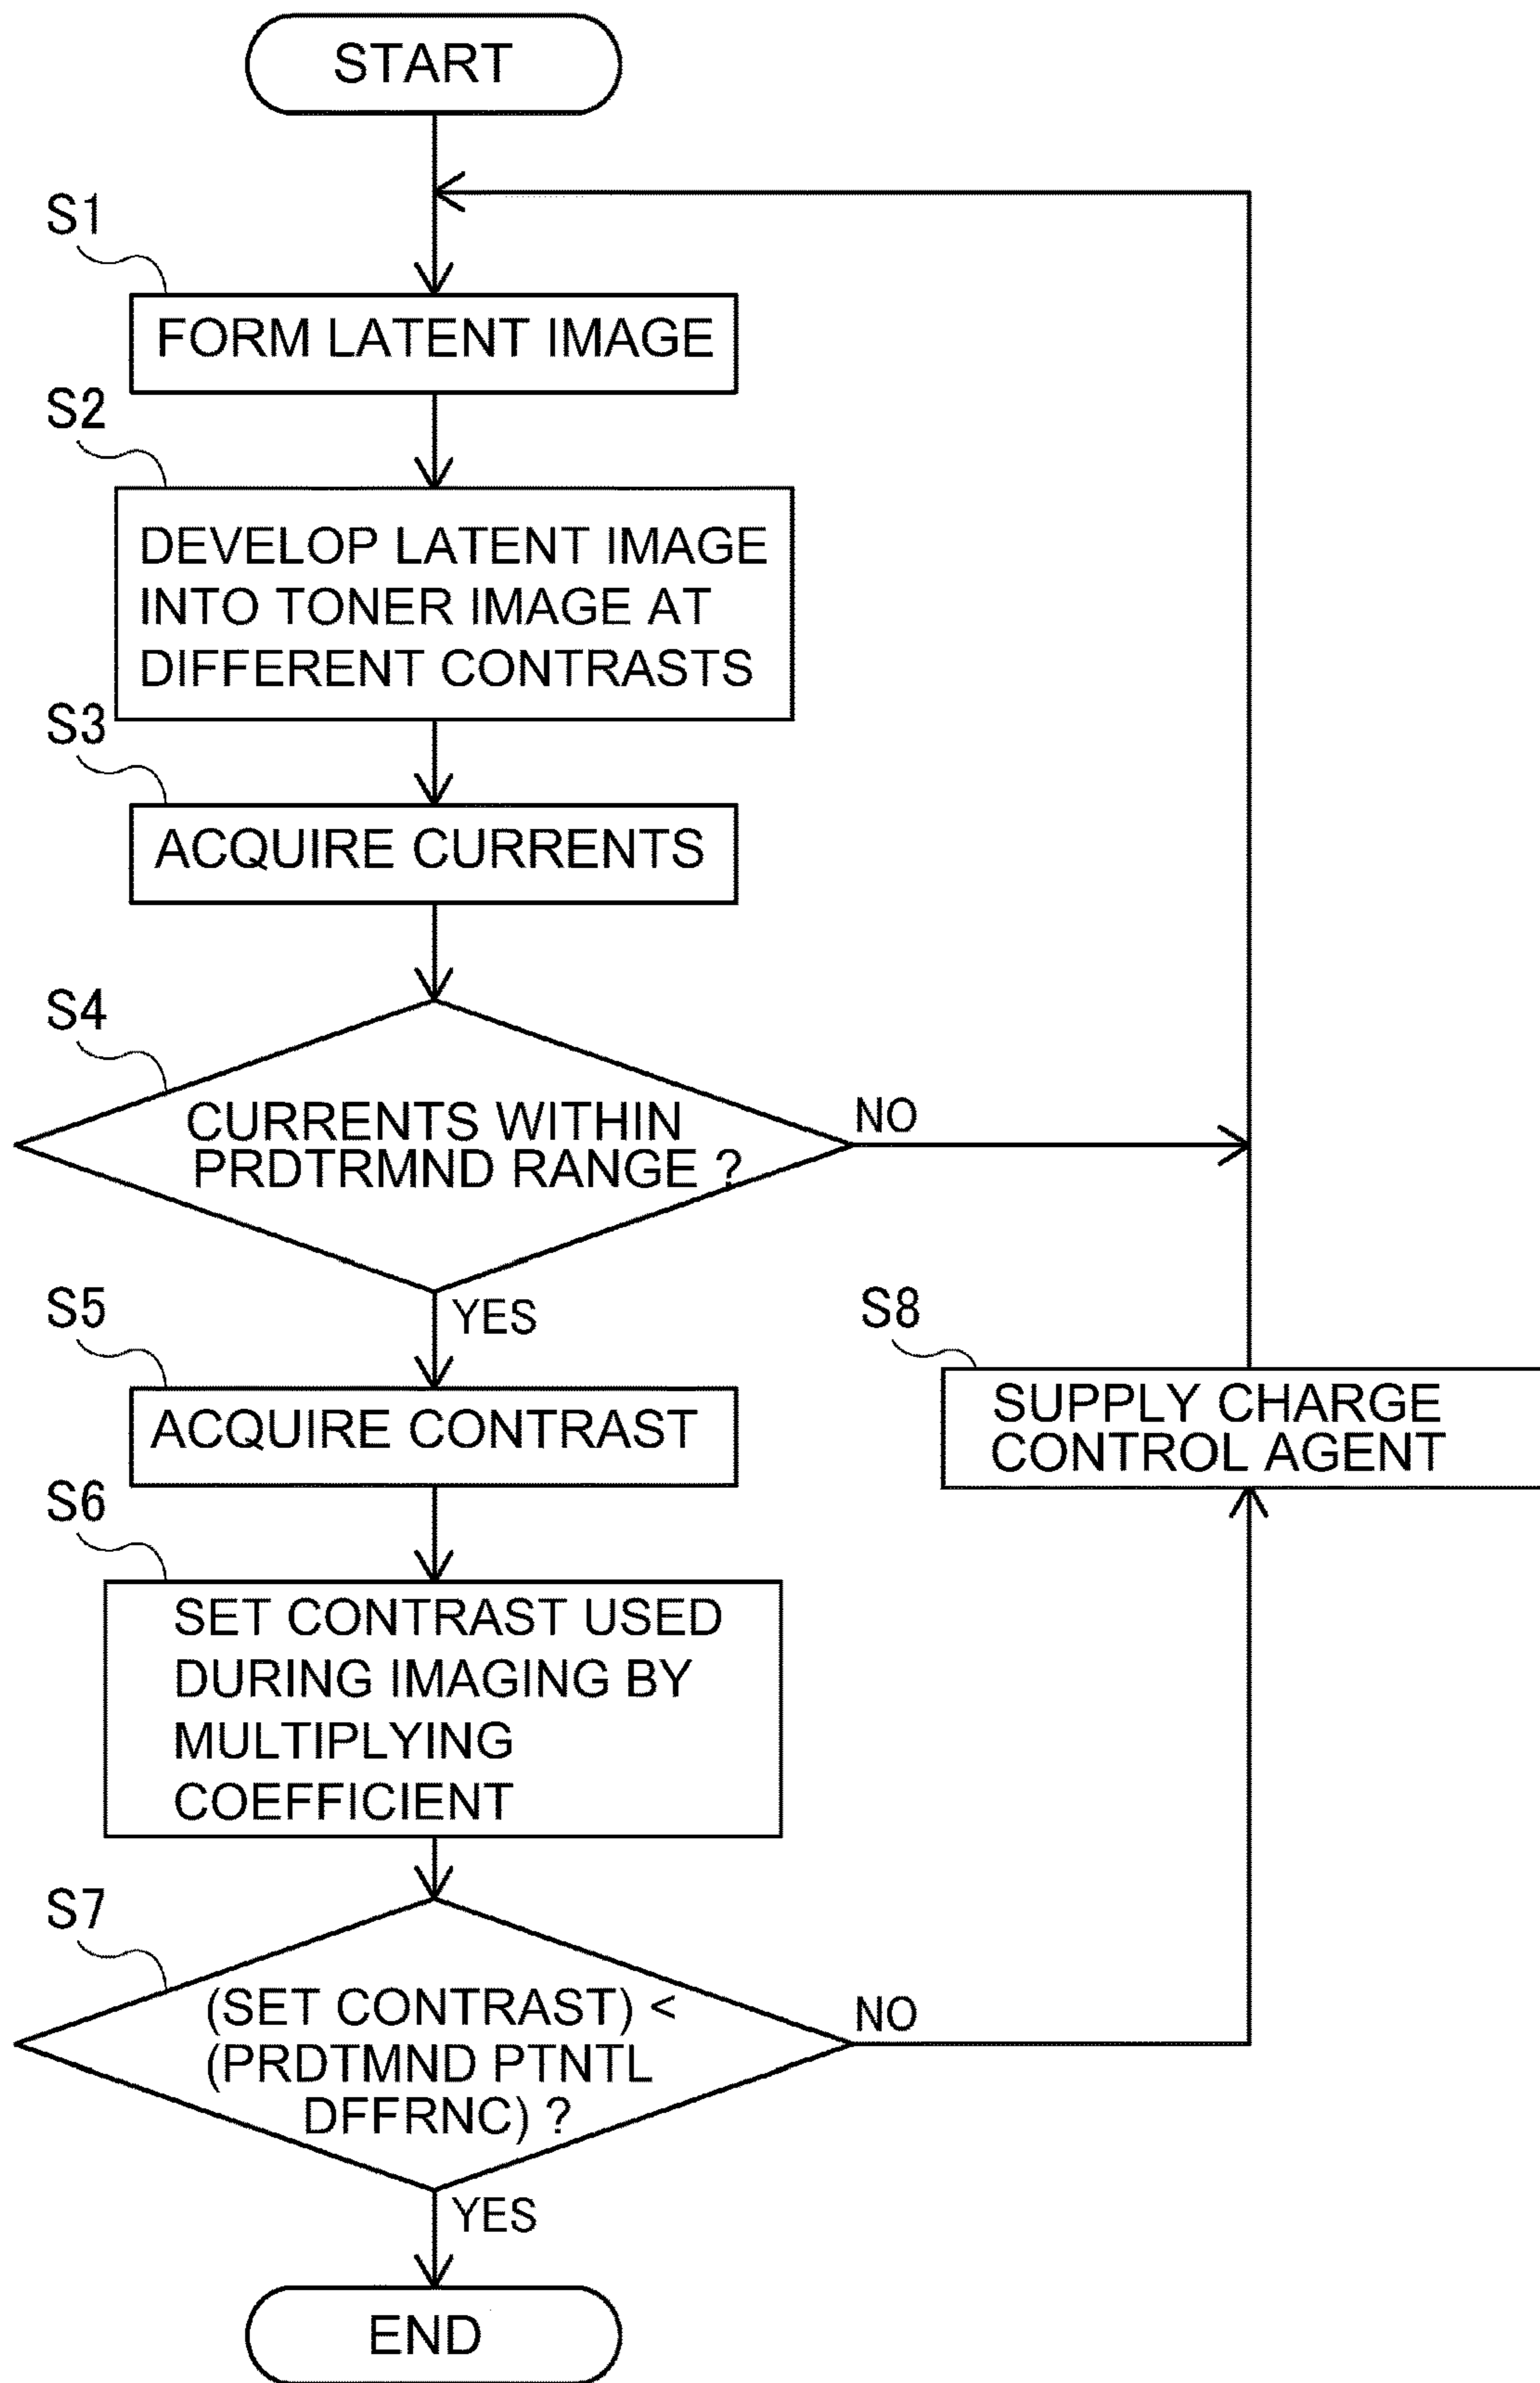 START
S1
FORM LATENT IMAGE
S2
DEVELOP LATENT IMAGE
INTO TONER IMAGE AT
DIFFERENT CONTRASTS
S3
ACQUIRE CURRENTS
S4
CURRENTS WITHIN
PRDTRMND RANGE ?
NO
YES
S5
ACQUIRE CONTRAST
S8
SUPPLY CHARGE
CONTROL AGENT
S6
SET CONTRAST USED
DURING IMAGING BY
MULTIPLYING
COEFFICIENT
S7
(SET CONTRAST) <
(PRDTMND PTNTL
DFFRNC) ?
NO
YES
END